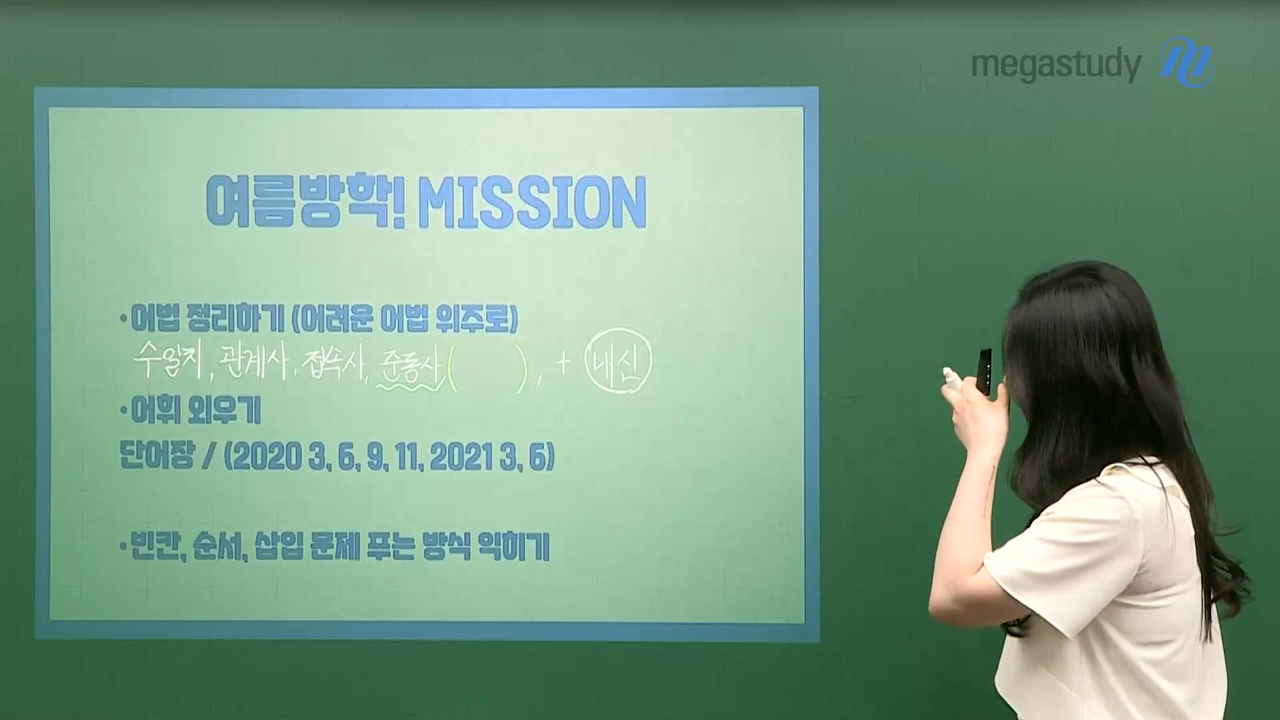 megastudy
여름방학! MISSION
·어법 정리하기 (어려운 어법 위주로)
수일치, 관계사, 접속사, 준동사( ), + 내신
·어휘 외우기
단어장 / (2020 3, 6, 9, 11, 2021 3, 6)
·빈칸, 순서, 삽입 문제 푸는 방식 익히기